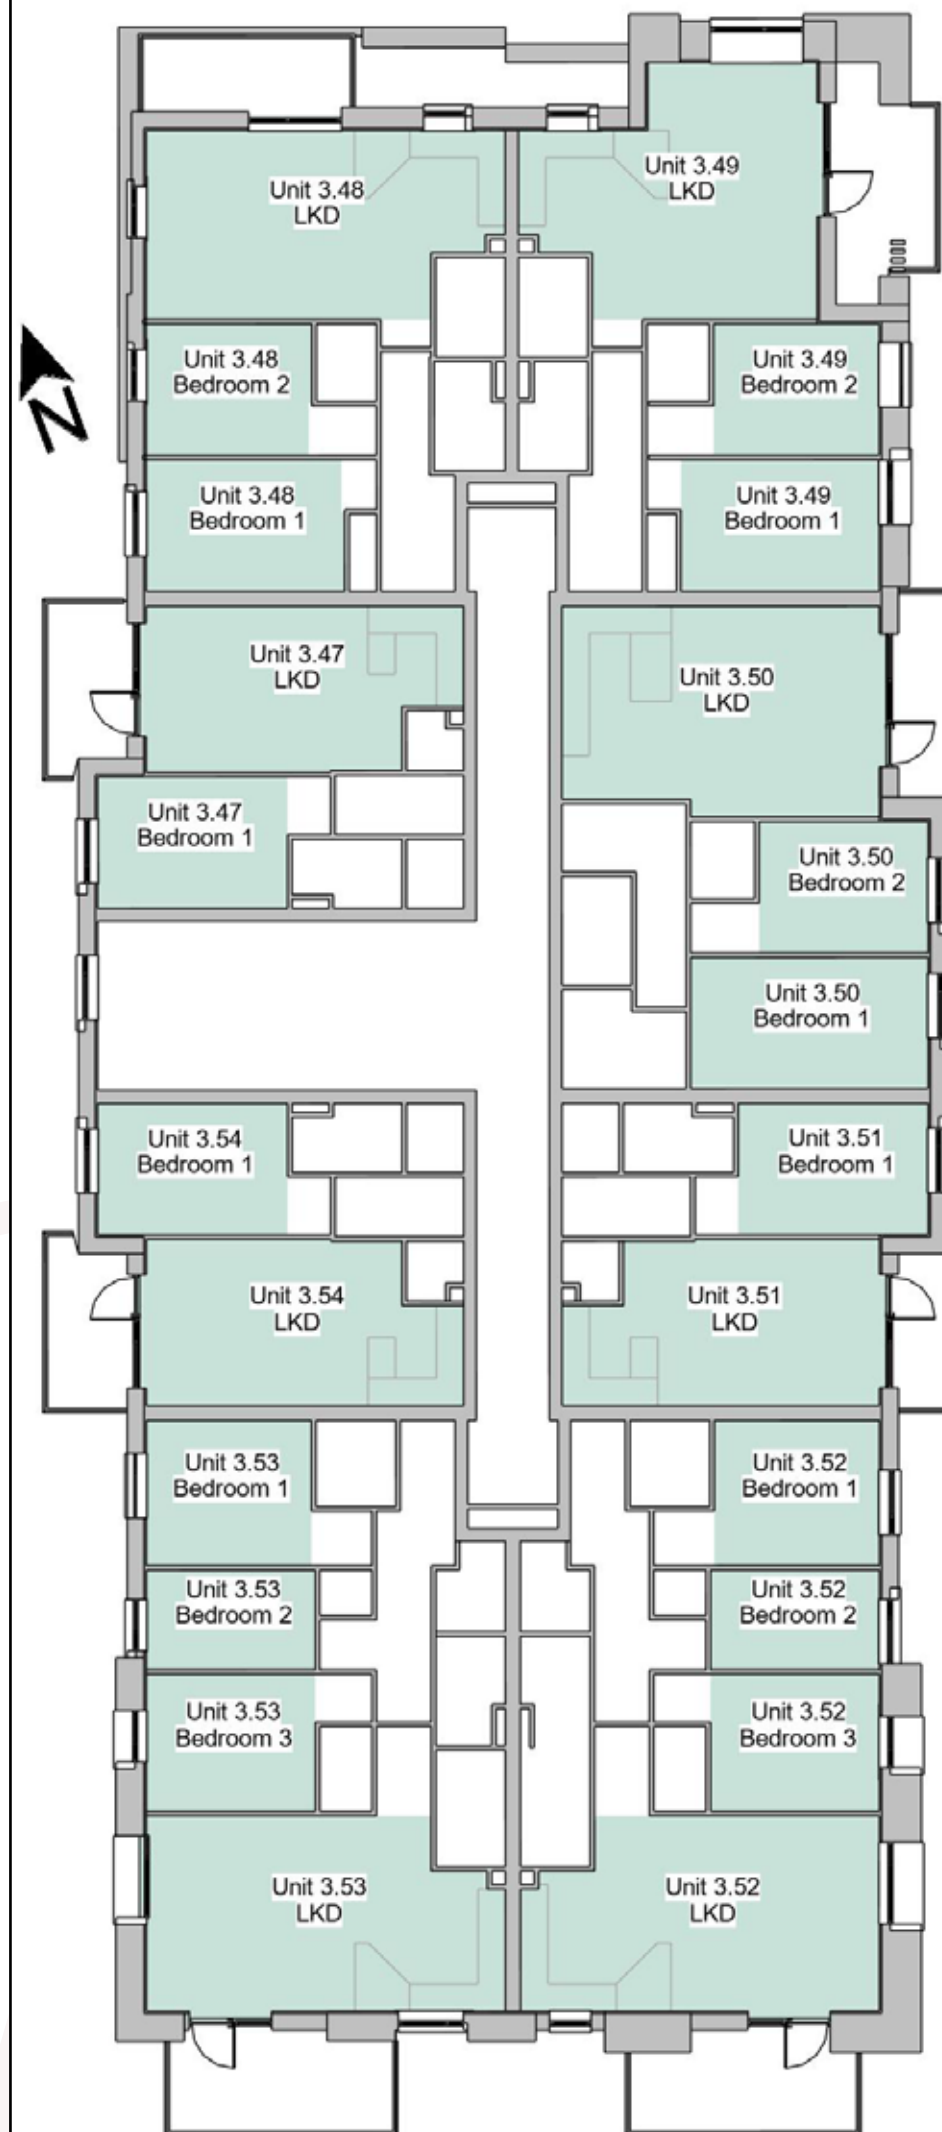 Unit 3.48
LKD
Unit 3.49
LKD
N
Unit 3.48
Bedroom 2
Unit 3.49
Bedroom 2
Unit 3.48
Bedroom 1
Unit 3.49
Bedroom 1
Unit 3.47
LKD
Unit 3.50
LKD
Unit 3.47
Bedroom 1
Unit 3.50
Bedroom 2
Unit 3.50
Bedroom 1
Unit 3.54
Bedroom 1
Unit 3.51
Bedroom 1
Unit 3.54
LKD
Unit 3.51
LKD
Unit 3.53
Bedroom 1
Unit 3.52
Bedroom 1
Unit 3.53
Bedroom 2
Unit 3.52
Bedroom 2
Unit 3.53
Bedroom 3
Unit 3.52
Bedroom 3
Unit 3.53
LKD
Unit 3.52
LKD